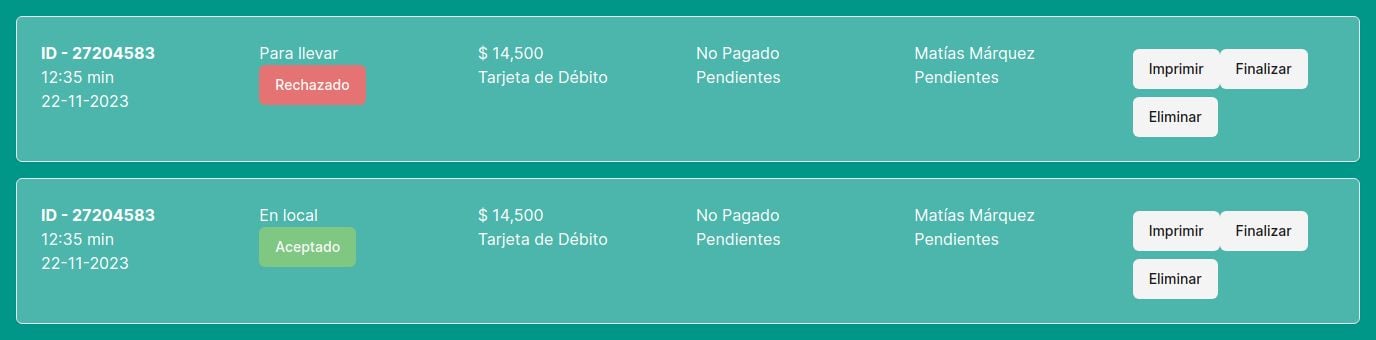 ID - 27204583
12:35 min
22-11-2023
Para llevar
Rechazado
$ 14,500
Tarjeta de Débito
No Pagado
Pendientes
Matías Márquez
Pendientes
Imprimir
Finalizar
Eliminar
ID - 27204583
12:35 min
22-11-2023
En local
Aceptado
$ 14,500
Tarjeta de Débito
No Pagado
Pendientes
Matías Márquez
Pendientes
Imprimir
Finalizar
Eliminar